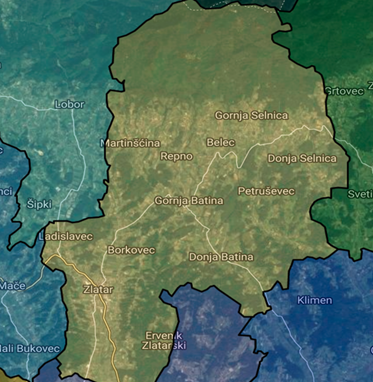 Lobor
Grtovec
Gornja Selnica
Martinšćina
Belec
Repno
Donja Selnica
Petruševec
Šipki
Gornja Batina
Sveti
Ladislavec
Borkovec
Donja Batina
Mače
Zlatar
Klimen
Ervenik
Zlatarski
Mali Bukovec